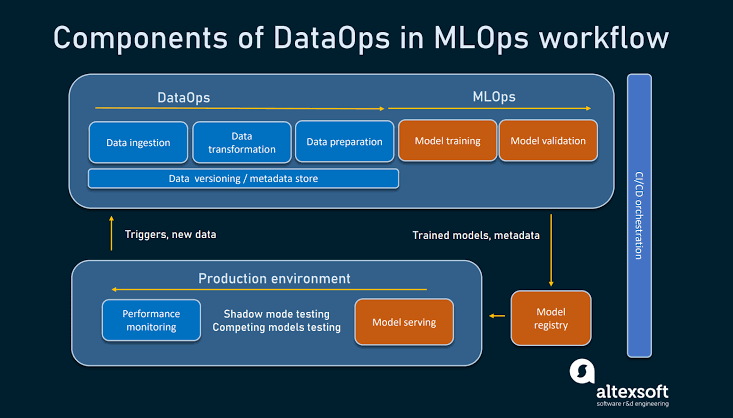 Components of DataOps in MLOps workflow
DataOps
MLOps
Data ingestion
Data
transformation
Data preparation
Model training
Model validation
Data versioning / metadata store
CI/CD orchestration
Triggers, new data
Trained models, metadata
Production environment
Performance
monitoring
Shadow mode testing
Competing models testing
Model serving
Model
registry
altexsoft
software r&d engineering